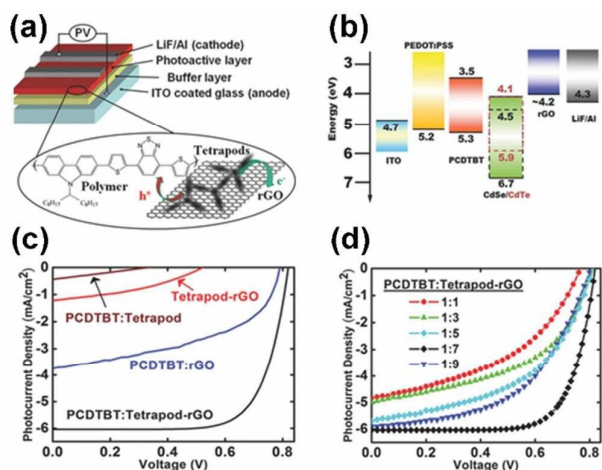 (a)
PV
LiF/Al (cathode)
Photoactive layer
Buffer layer
ITO coated glass (anode)
Tetrapods
Polymer
h+
e-
rGO
N
S
N
S
S
N
C8H17
C8H17
(b)
Energy (eV)
3
4
5
6
7
PEDOT:PSS
3.5
4.1
4.5
~4.2
rGO
4.3
LiF/Al
4.7
ITO
5.2
5.3
PCDTBT
5.9
6.7
CdSe/CdTe
(c)
Photocurrent Density (mA/cm2)
0
-1
-2
-3
-4
-5
-6
PCDTBT:Tetrapod
Tetrapod-rGO
PCDTBT:rGO
PCDTBT:Tetrapod-rGO
0.0 0.2 0.4 0.6 0.8
Voltage (V)
(d)
Photocurrent Density (mA/cm2)
0
-1
-2
-3
-4
-5
-6
PCDTBT:Tetrapod-rGO
1:1
1:3
1:5
1:7
1:9
0.0 0.2 0.4 0.6 0.8
Voltage (V)